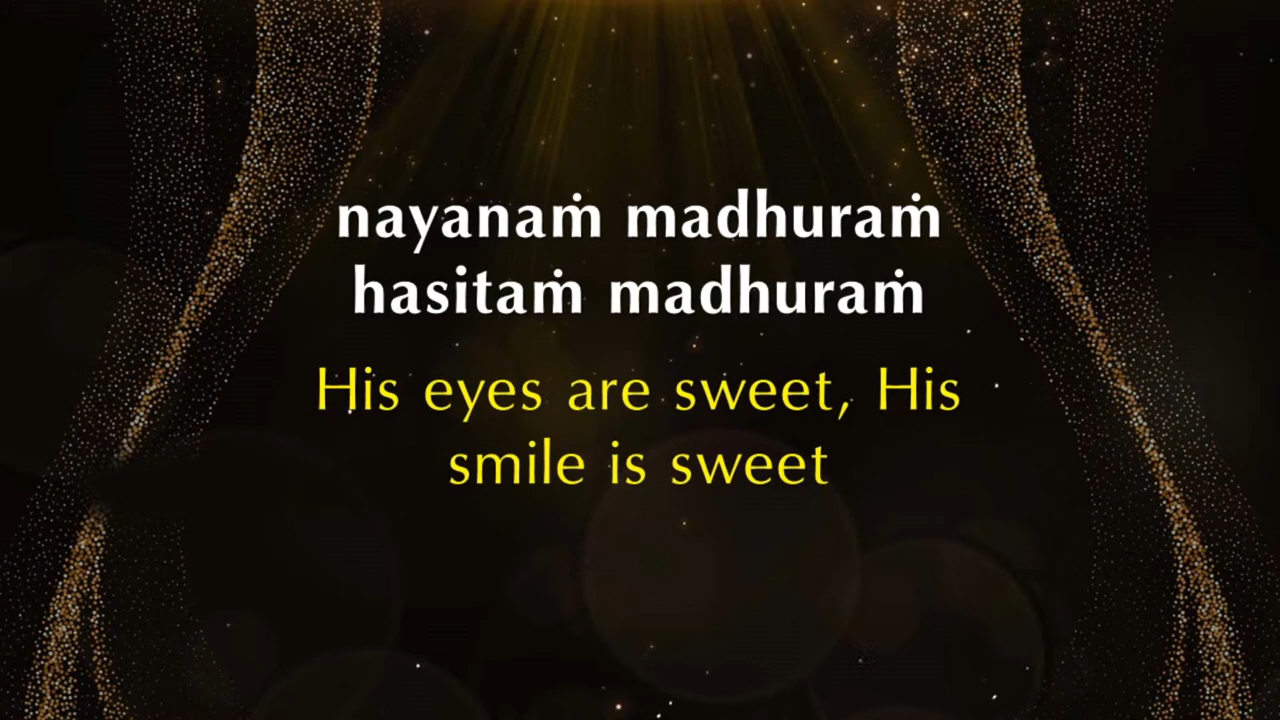 nayanaṁ madhuraṁ
hasitaṁ madhuraṁ
His eyes are sweet, His
smile is sweet